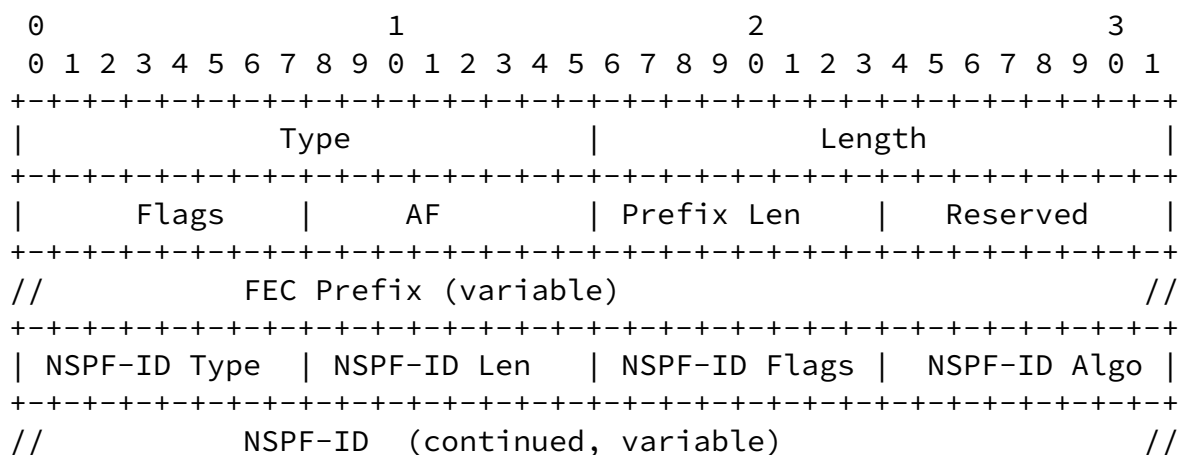 0                   1                   2                   3
 0 1 2 3 4 5 6 7 8 9 0 1 2 3 4 5 6 7 8 9 0 1 2 3 4 5 6 7 8 9 0 1
+-+-+-+-+-+-+-+-+-+-+-+-+-+-+-+-+-+-+-+-+-+-+-+-+-+-+-+-+-+-+-+-+
|              Type             |            Length             |
+-+-+-+-+-+-+-+-+-+-+-+-+-+-+-+-+-+-+-+-+-+-+-+-+-+-+-+-+-+-+-+-+
|      Flags    |     AF        | Prefix Len    |   Reserved    |
+-+-+-+-+-+-+-+-+-+-+-+-+-+-+-+-+-+-+-+-+-+-+-+-+-+-+-+-+-+-+-+-+
//           FEC Prefix (variable)                             //
+-+-+-+-+-+-+-+-+-+-+-+-+-+-+-+-+-+-+-+-+-+-+-+-+-+-+-+-+-+-+-+-+
| NSPF-ID Type  | NSPF-ID Len   | NSPF-ID Flags |  NSPF-ID Algo |
+-+-+-+-+-+-+-+-+-+-+-+-+-+-+-+-+-+-+-+-+-+-+-+-+-+-+-+-+-+-+-+-+
//           NSPF-ID  (continued, variable)                    //